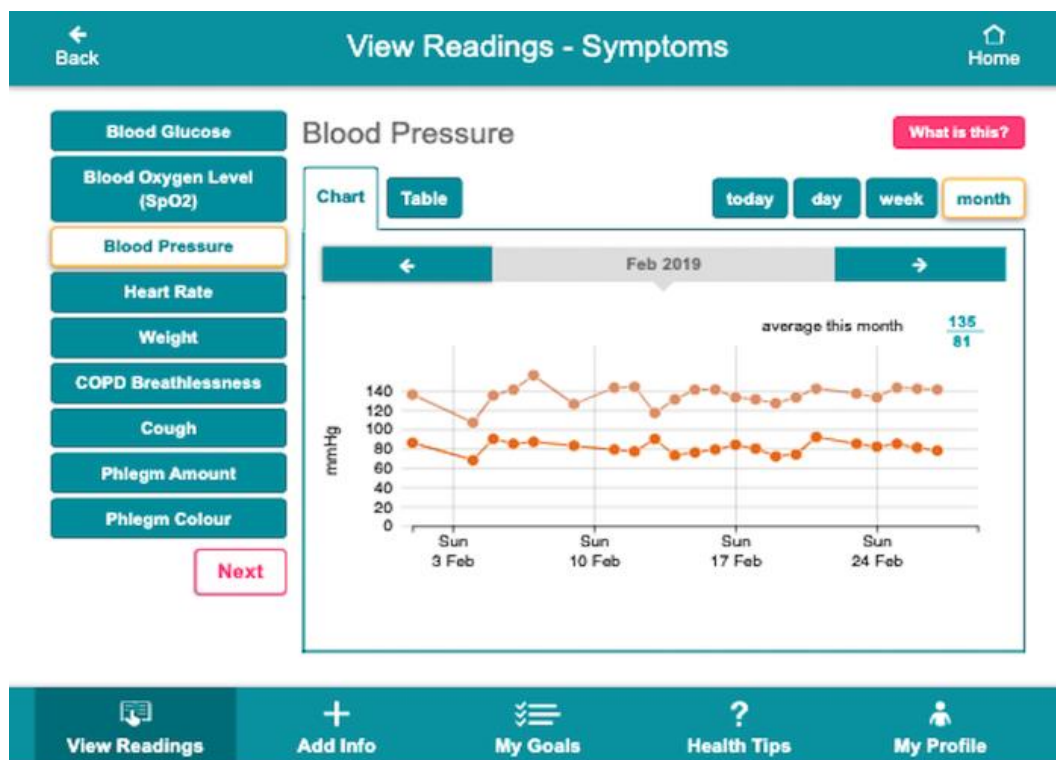 Back
View Readings - Symptoms
Home
Blood Glucose
Blood Oxygen Level
(SpO2)
Blood Pressure
Heart Rate
Weight
COPD Breathlessness
Cough
Phlegm Amount
Phlegm Colour
Next
Blood Pressure
What is this?
Chart
Table
today
day
week
month
Feb 2019
average this month
135
81
mmHg
140
120
100
80
60
40
20
0
Sun
3 Feb
Sun
10 Feb
Sun
17 Feb
Sun
24 Feb
View Readings
Add Info
My Goals
Health Tips
My Profile